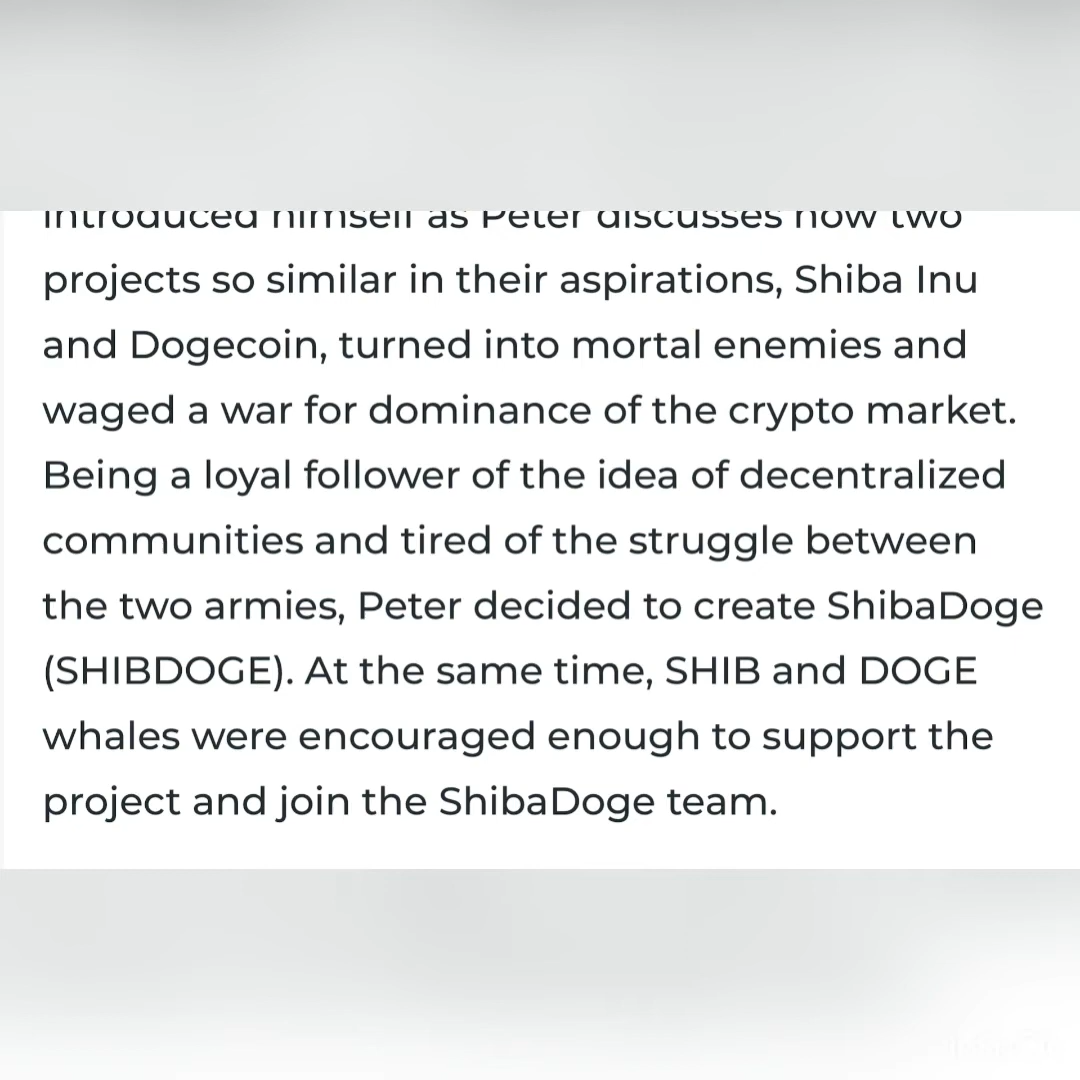 introduced himself as Peter discusses how two
projects so similar in their aspirations, Shiba Inu
and Dogecoin, turned into mortal enemies and
waged a war for dominance of the crypto market.
Being a loyal follower of the idea of decentralized
communities and tired of the struggle between
the two armies, Peter decided to create ShibaDoge
(SHIBDOGE). At the same time, SHIB and DOGE
whales were encouraged enough to support the
project and join the ShibaDoge team.